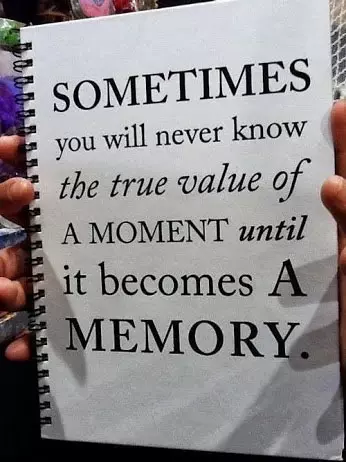 SOMETIMES
you will never know
the true value of
A MOMENT until
it becomes A
MEMORY.